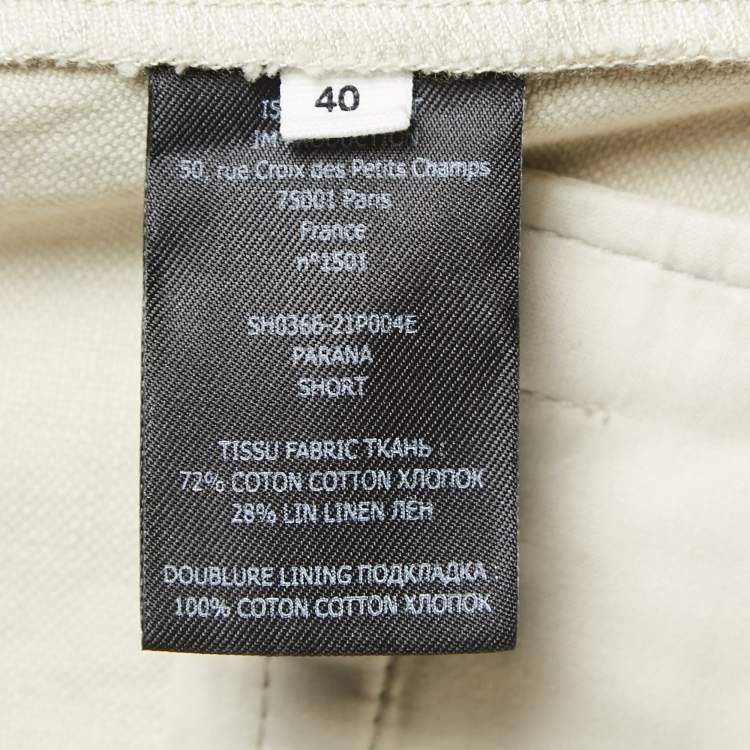 40
50, rue Croix des Petits Champs
75001 Paris
France
n°1501
SH0366-21P004E
PARANA
SHORT
TISSU FABRIC ТКАНЬ :
72% COTON COTTON ХЛОПОК
28% LIN LINEN ЛЕН
DOUBLURE LINING ПОДКЛАДКА :
100% COTON COTTON ХЛОПОК